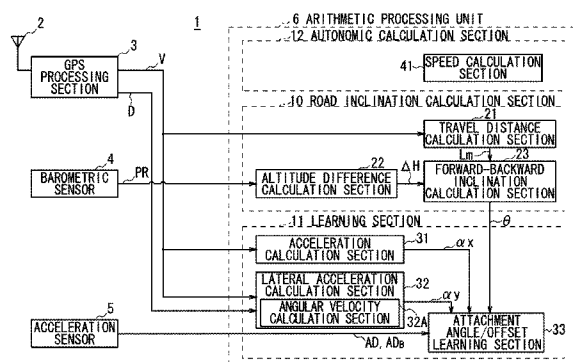 2
3
1
6 ARITHMETIC PROCESSING UNIT
12 AUTONOMIC CALCULATION SECTION
GPS
PROCESSING
SECTION
V
D
41
SPEED CALCULATION
SECTION
10 ROAD INCLINATION CALCULATION SECTION
21
TRAVEL DISTANCE
CALCULATION SECTION
4
BAROMETRIC
SENSOR
PR
22
ALTITUDE DIFFERENCE
CALCULATION SECTION
ΔH
Lm
23
FORWARD-BACKWARD
INCLINATION
CALCULATION SECTION
θ
11 LEARNING SECTION
31
ACCELERATION
CALCULATION SECTION
αx
32
LATERAL ACCELERATION
CALCULATION SECTION
αy
ANGULAR VELOCITY
CALCULATION SECTION
32A
5
ACCELERATION
SENSOR
AD, ADB
ATTACHMENT
ANGLE/OFFSET
LEARNING SECTION
33